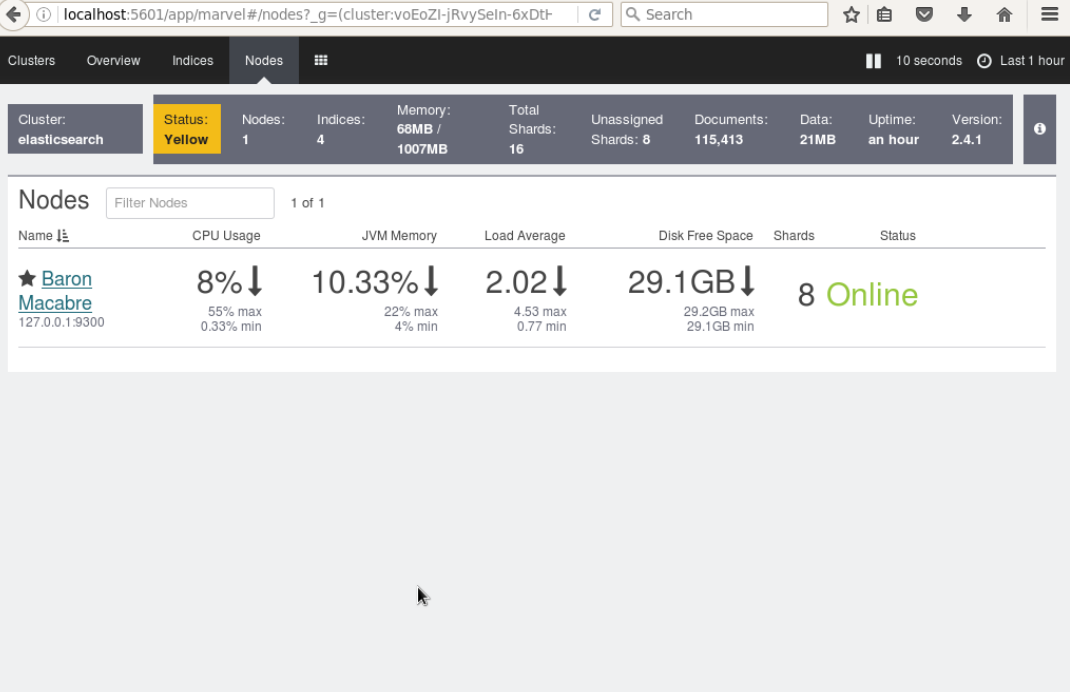 localhost:5601/app/marvel#/nodes?_g=(cluster:voEoZI-jRvySeIn-6xDtH
Search
Clusters Overview Indices Nodes 10 seconds Last 1 hour
Cluster:
elasticsearch
Status:
Yellow
Nodes:
1
Indices:
4
Memory:
68MB /
1007MB
Total
Shards:
16
Unassigned
Shards: 8
Documents:
115,413
Data:
21MB
Uptime:
an hour
Version:
2.4.1
Nodes Filter Nodes 1 of 1
Name CPU Usage JVM Memory Load Average Disk Free Space Shards Status
Baron
Macabre
127.0.0.1:9300
8%
55% max
0.33% min
10.33%
22% max
4% min
2.02
4.53 max
0.77 min
29.1GB
29.2GB max
29.1GB min
8 Online